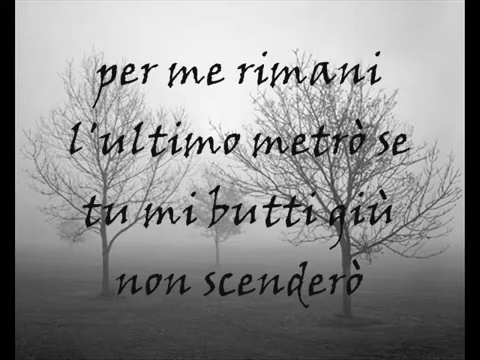 per me rimani
l'ultimo metrò se
tu mi butti giù
non scenderò